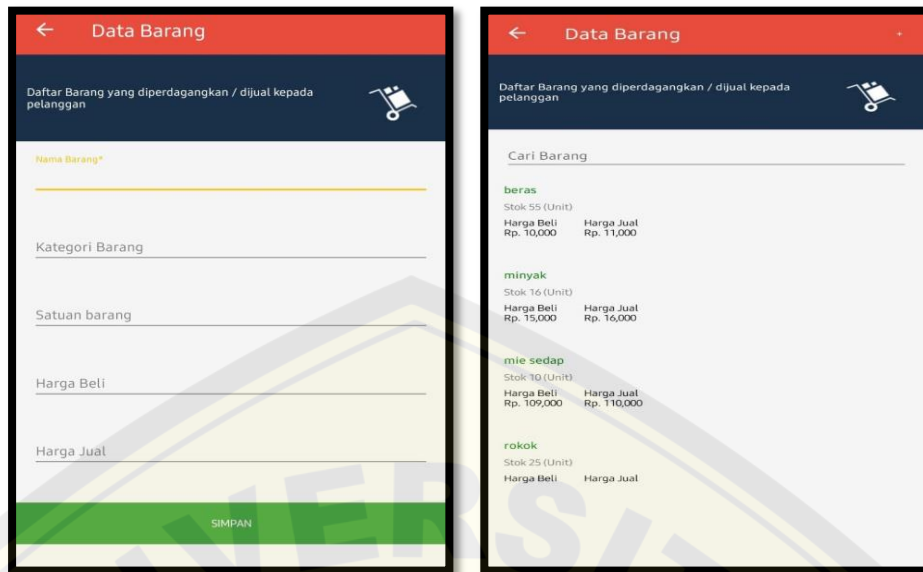 Data Barang
Daftar Barang yang diperdagangkan / dijual kepada
pelanggan
Nama Barang*
Kategori Barang
Satuan barang
Harga Beli
Harga Jual
SIMPAN
Data Barang +
Daftar Barang yang diperdagangkan / dijual kepada
pelanggan
Cari Barang
beras
Stok 55 (Unit)
Harga Beli Harga Jual
Rp. 10,000 Rp. 11,000
minyak
Stok 16 (Unit)
Harga Beli Harga Jual
Rp. 15,000 Rp. 16,000
mie sedap
Stok 10 (Unit)
Harga Beli Harga Jual
Rp. 109,000 Rp. 110,000
rokok
Stok 25 (Unit)
Harga Beli Harga Jual